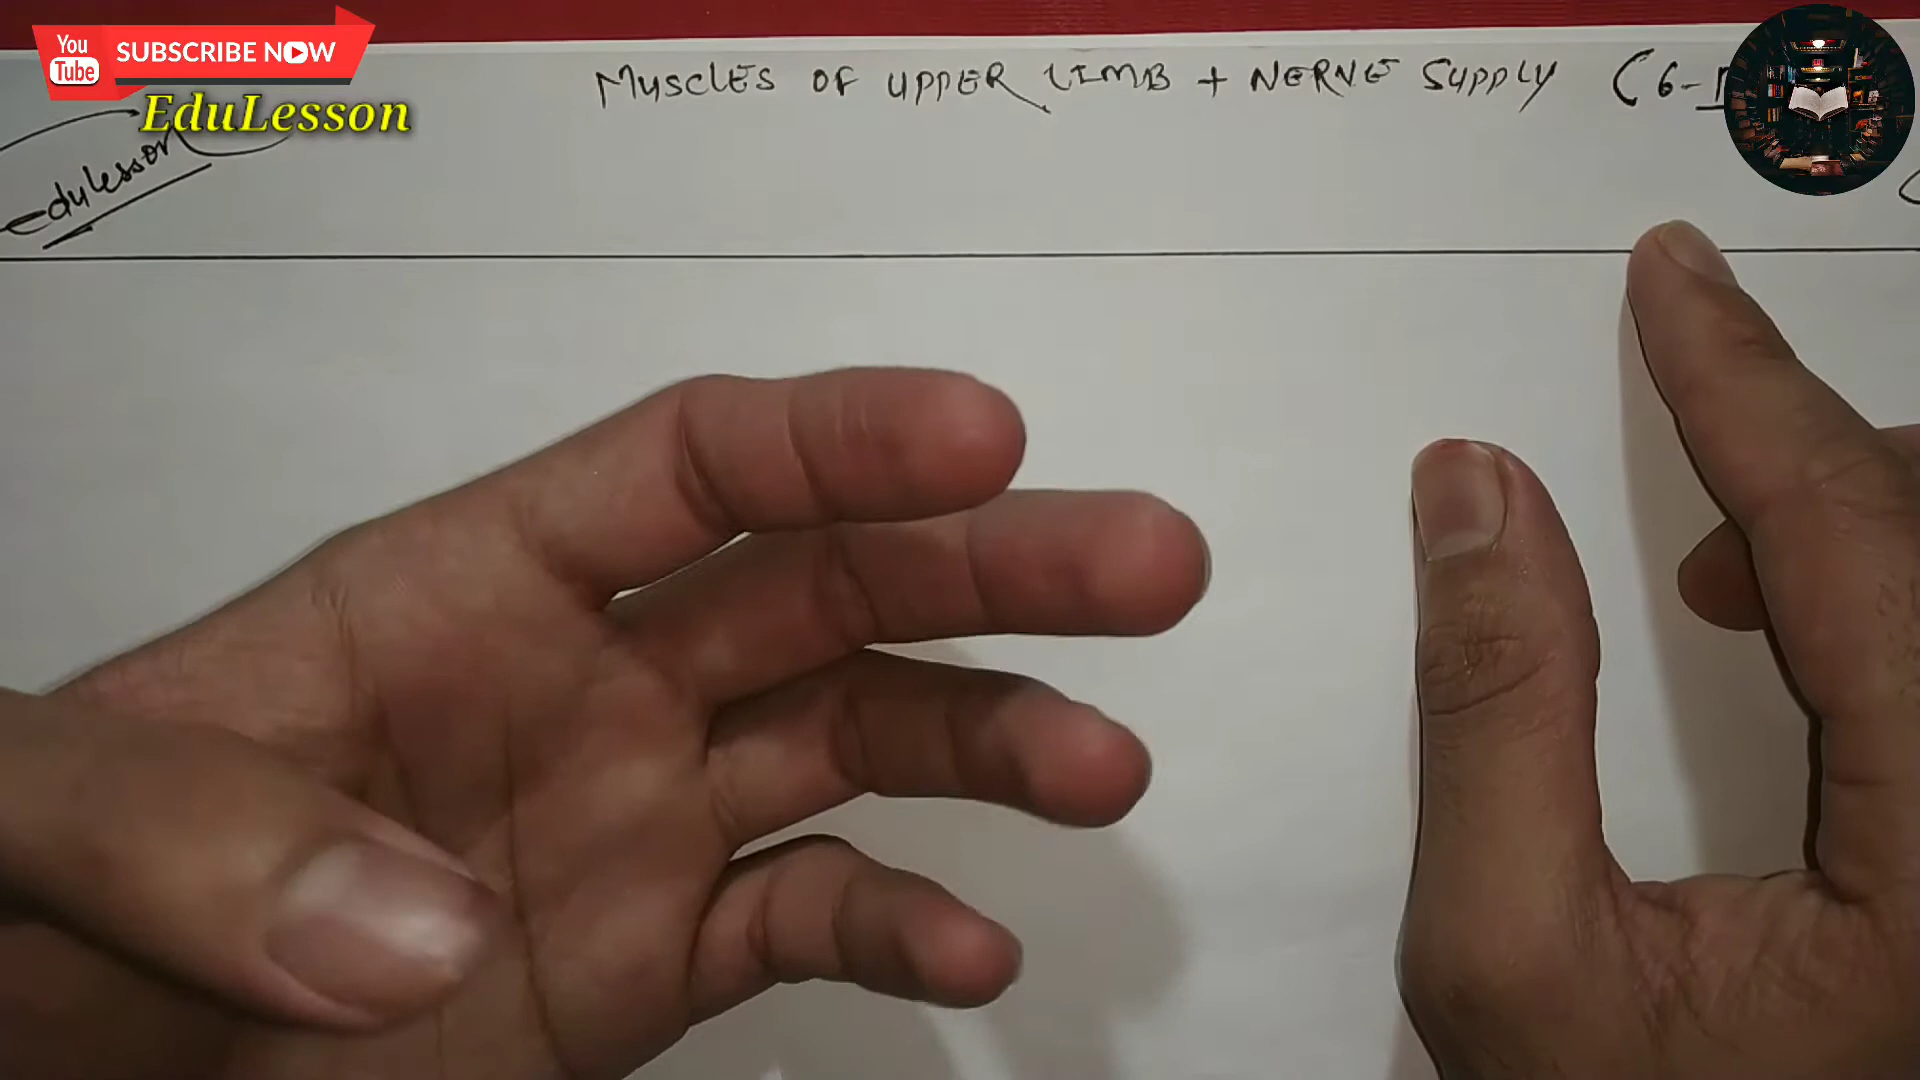 You
Tube
SUBSCRIBE NOW
EduLesson
Edulesson
MUSCLES OF UPPER LIMB + NERVE SUPPLY (6-